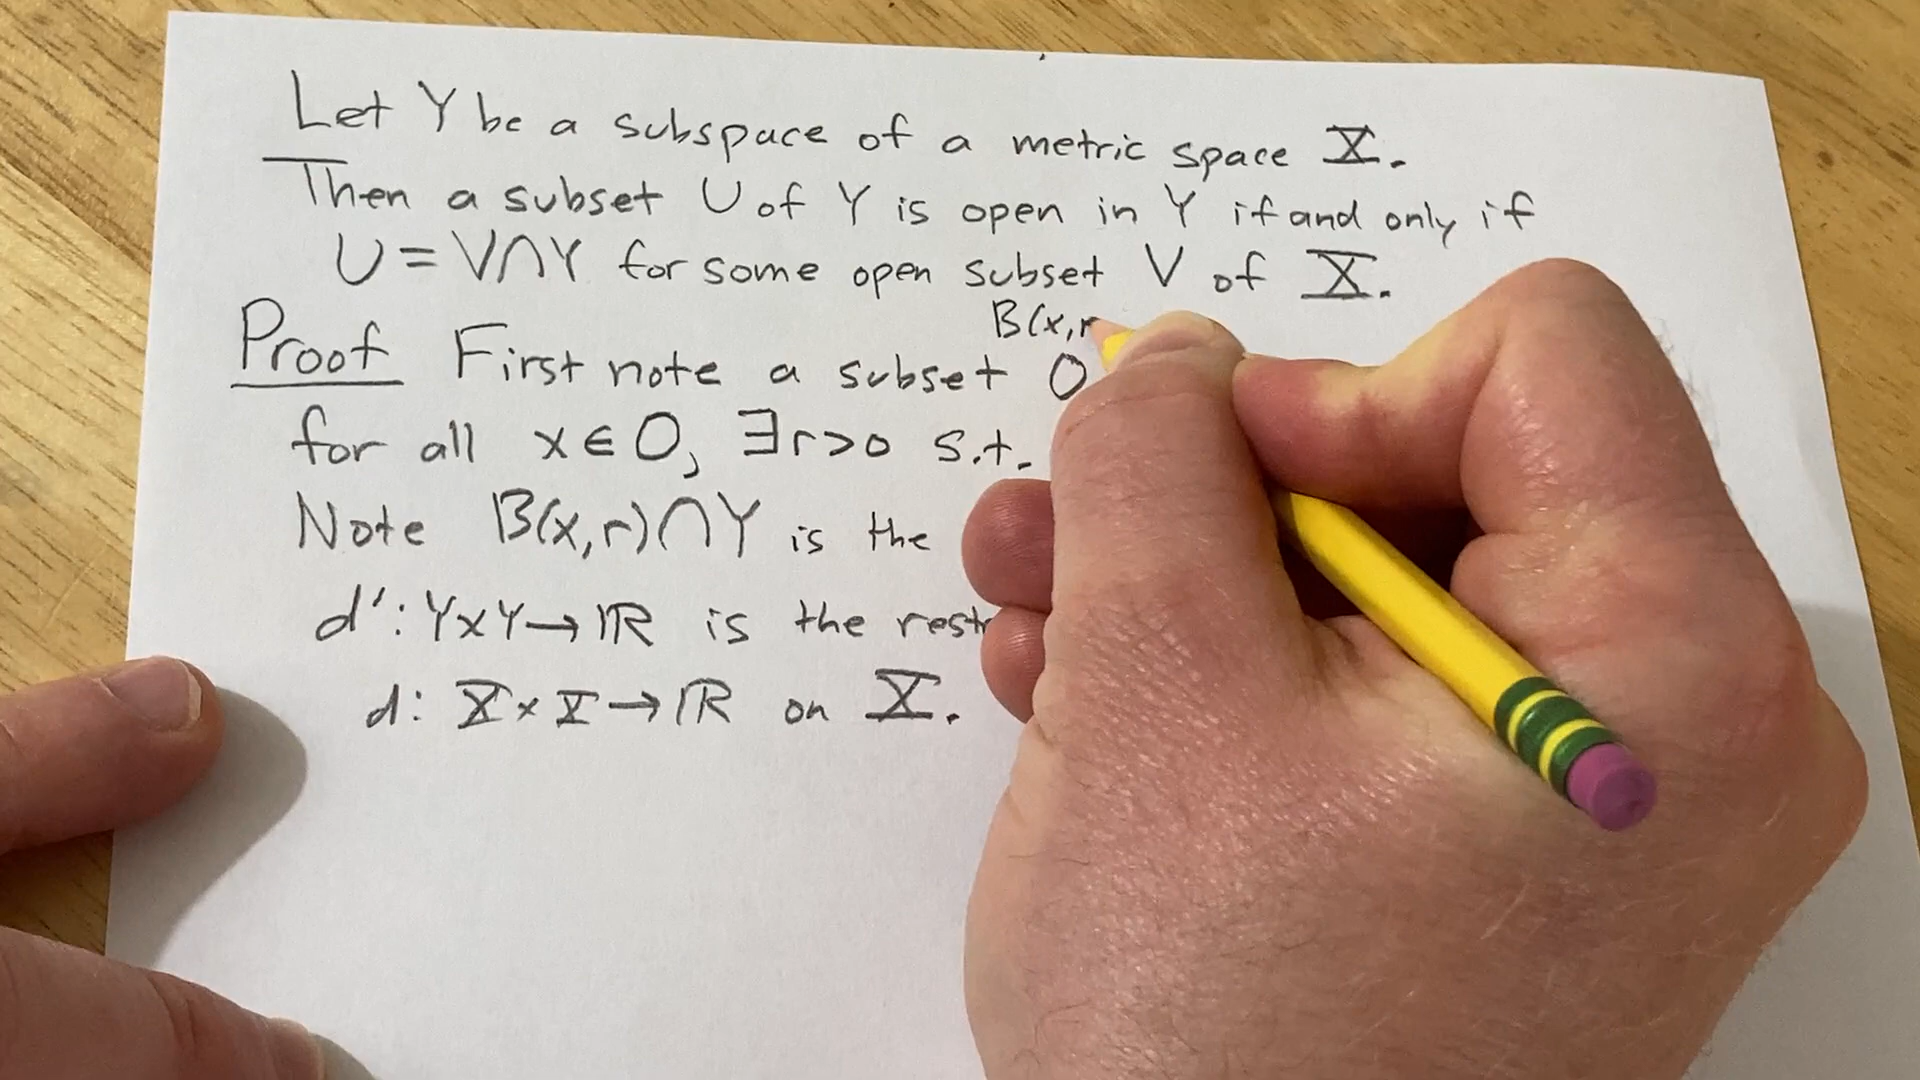 Let Y be a subspace of a metric space X.
Then a subset U of Y is open in Y if and only if
U = V∩Y for some open subset V of X.
B(x,r
Proof First note a subset O
for all x∈O, ∃r>0 s.t.
Note B(x,r)∩Y is the
d':Y×Y→ℝ is the restr
d: X×X→ℝ on X.